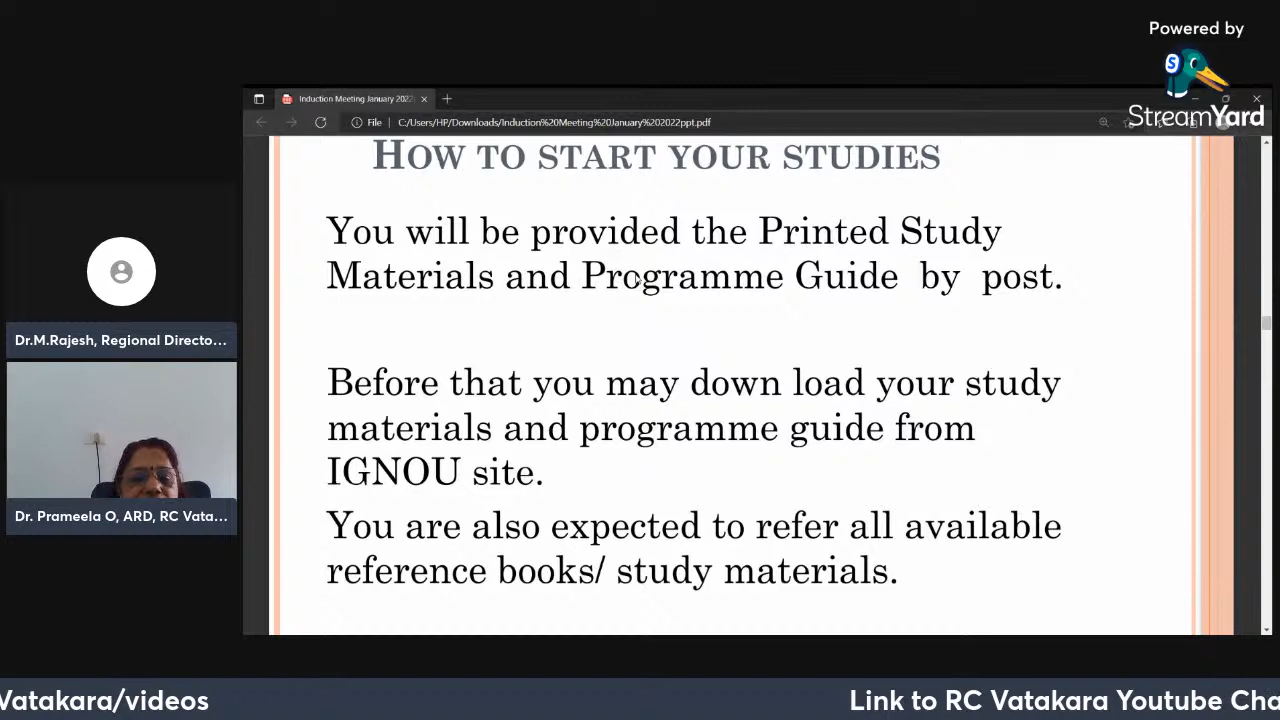 Powered by
StreamYard
Induction Meeting January 2022
File C:/Users/HP/Downloads/Induction%20Meeting%20January%202022ppt.pdf
HOW TO START YOUR STUDIES
You will be provided the Printed Study
Materials and Programme Guide by post.
Before that you may down load your study
materials and programme guide from
IGNOU site.
You are also expected to refer all available
reference books/ study materials.
Dr.M.Rajesh, Regional Directo...
Dr. Prameela O, ARD, RC Vata...
Vatakara/videos
Link to RC Vatakara Youtube Cha